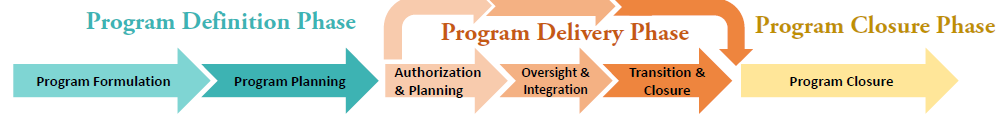 Program Definition Phase
Program Delivery Phase
Program Closure Phase
Program Formulation
Program Planning
Authorization
& Planning
Oversight &
Integration
Transition &
Closure
Program Closure